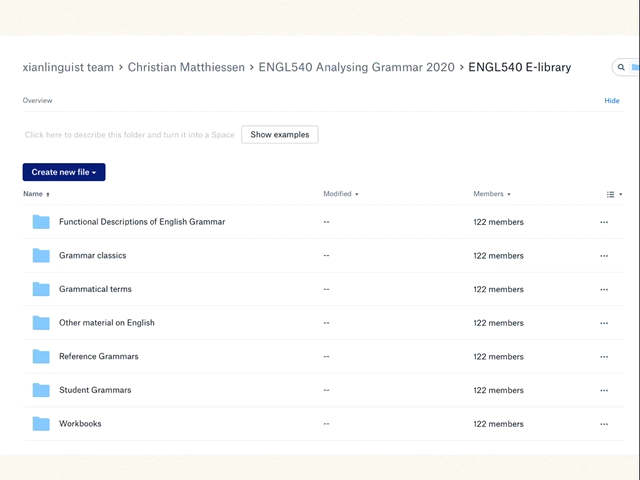 xianlinguist team > Christian Matthiessen > ENGL540 Analysing Grammar 2020 > ENGL540 E-library
Overview Hide
Click here to describe this folder and turn it into a Space Show examples
Create new file
Name Modified Members
Functional Descriptions of English Grammar -- 122 members ...
Grammar classics -- 122 members ...
Grammatical terms -- 122 members ...
Other material on English -- 122 members ...
Reference Grammars -- 122 members ...
Student Grammars -- 122 members ...
Workbooks -- 122 members ...